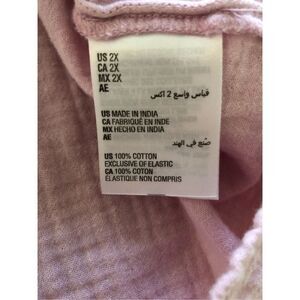 US 2X
CA 2X
MX 2X
AE
قياس واسع 2 اكس
US MADE IN INDIA
CA FABRIQUÉ EN INDE
MX HECHO EN INDIA
AE
صنع في الهند
US 100% COTTON
EXCLUSIVE OF ELASTIC
CA 100% COTON
ÉLASTIQUE NON COMPRIS